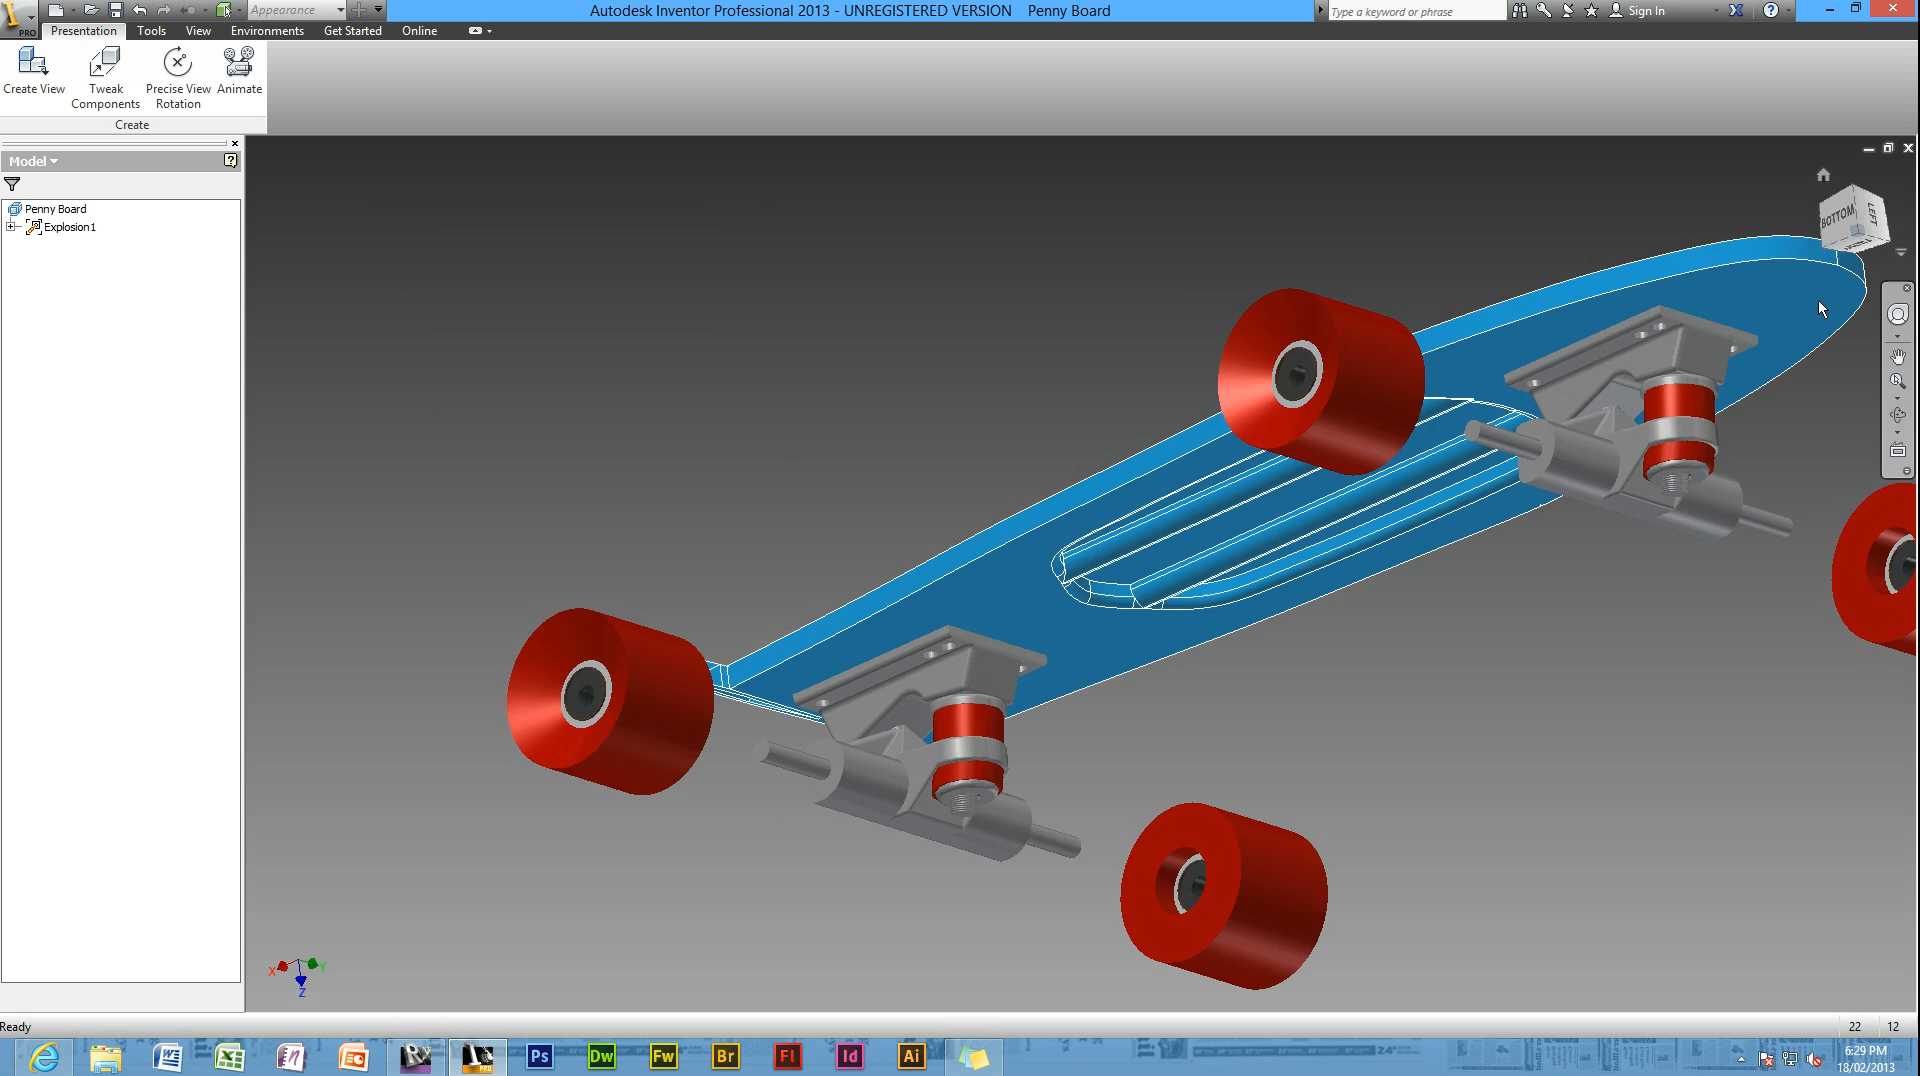 Appearance
Autodesk Inventor Professional 2013 - UNREGISTERED VERSION Penny Board
Type a keyword or phrase
Sign In
PRO
Presentation
Tools
View
Environments
Get Started
Online
Create View
Tweak
Components
Precise View
Rotation
Animate
Create
Model
Penny Board
Explosion1
BOTTOM
LEFT
X
Y
Z
Ready
22
12
PRO
Ps
Dw
Fw
Br
Fl
Id
Ai
6:29 PM
18/02/2013